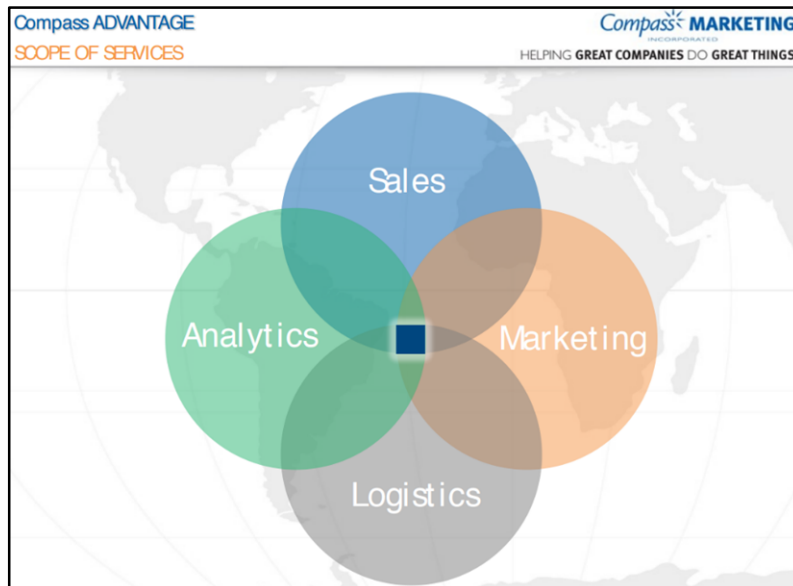 Compass ADVANTAGE
SCOPE OF SERVICES
Compass MARKETING
INCORPORATED
HELPING GREAT COMPANIES DO GREAT THINGS
Sales
Analytics
Marketing
Logistics